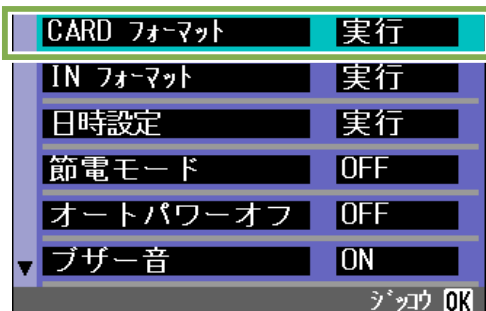 CARD ﾌｫｰﾏｯﾄ 実行
IN ﾌｫｰﾏｯﾄ 実行
日時設定 実行
節電モード OFF
オートパワーオフ OFF
▼ ブザー音 ON
ｼﾞｯｺｳ OK